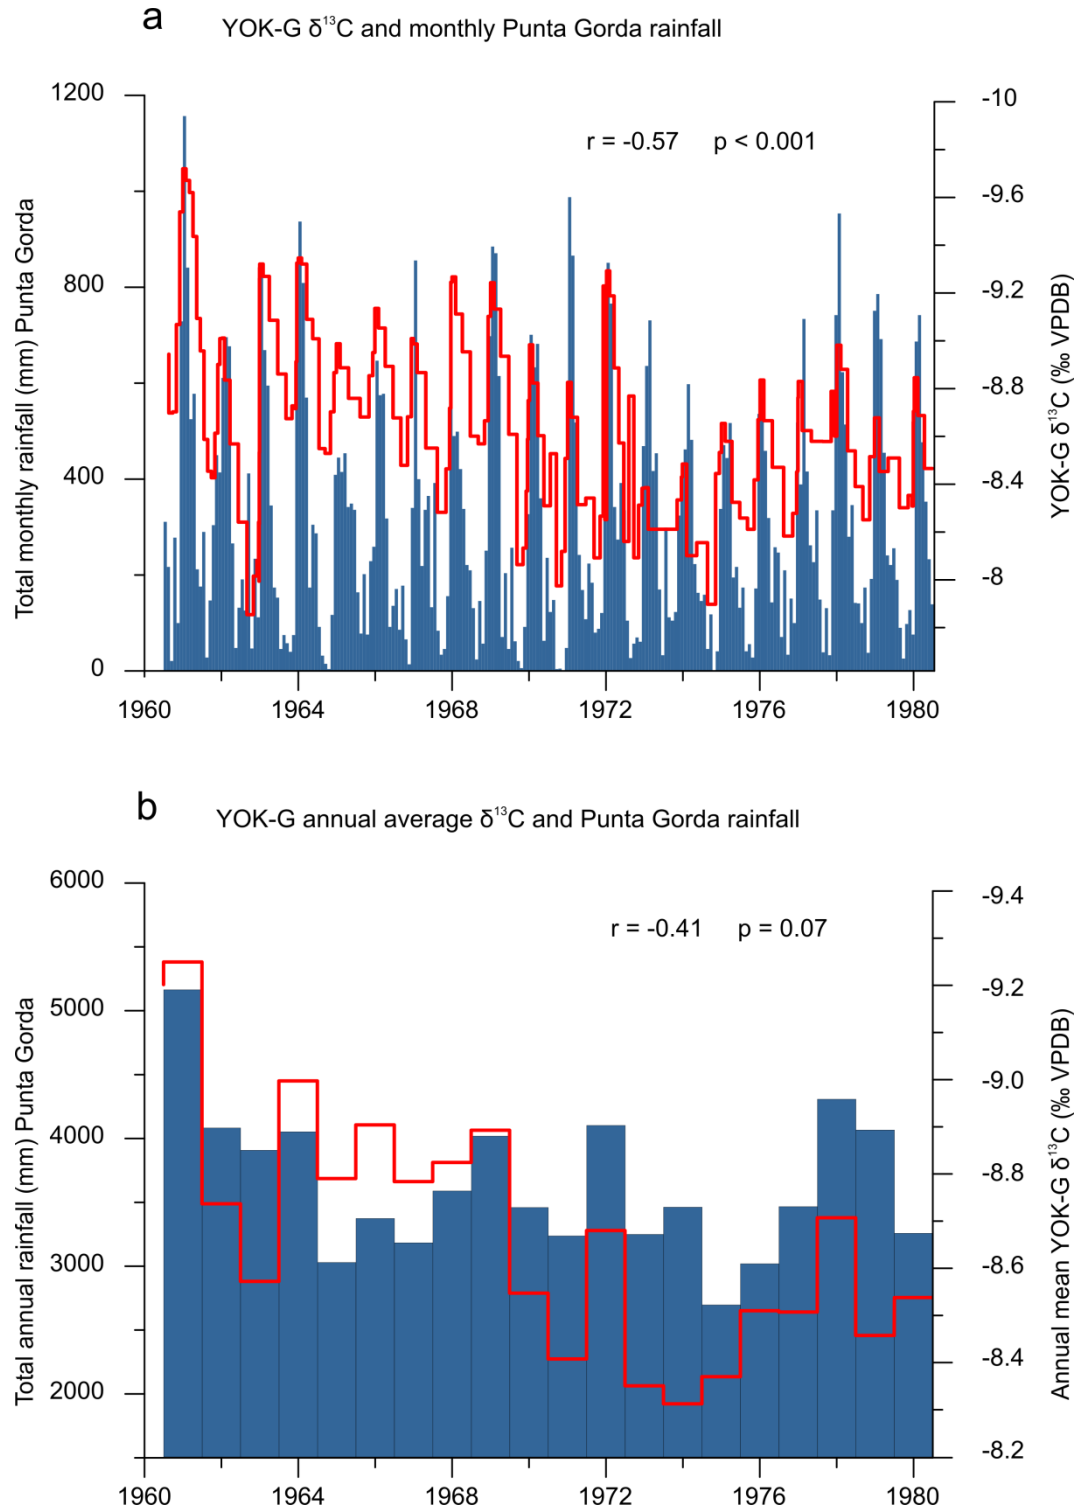 a
YOK-G δ¹³C and monthly Punta Gorda rainfall
1200
800
400
0
Total monthly rainfall (mm) Punta Gorda
r = -0.57 p < 0.001
-10
-9.6
-9.2
-8.8
-8.4
-8
YOK-G δ¹³C (‰ VPDB)
1960 1964 1968 1972 1976 1980
b
YOK-G annual average δ¹³C and Punta Gorda rainfall
6000
5000
4000
3000
2000
Total annual rainfall (mm) Punta Gorda
r = -0.41 p = 0.07
-9.4
-9.2
-9.0
-8.8
-8.6
-8.4
-8.2
Annual mean YOK-G δ¹³C (‰ VPDB)
1960 1964 1968 1972 1976 1980